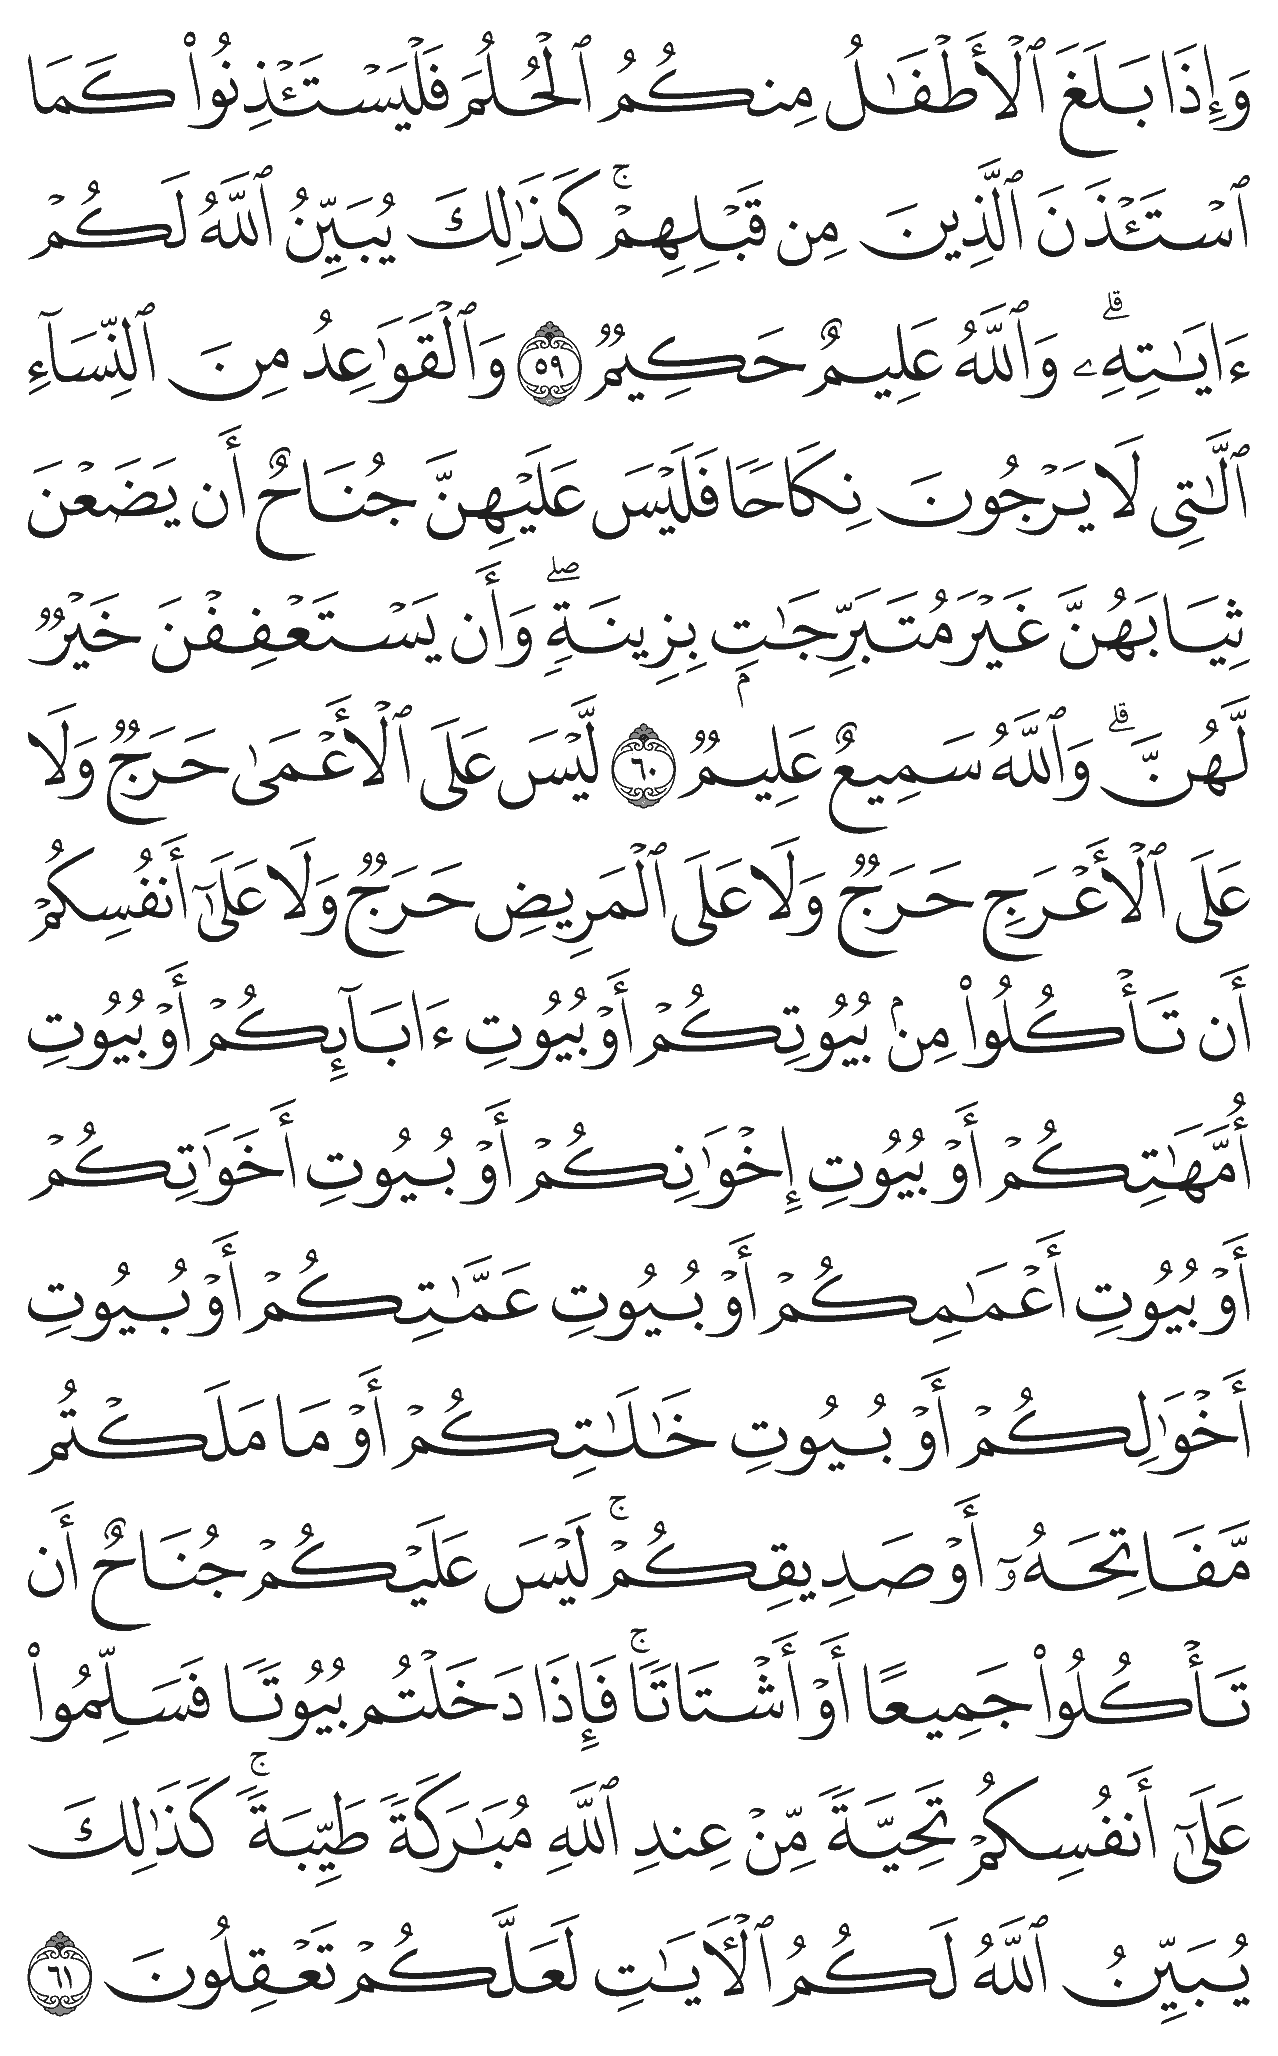 وَإِذَا بَلَغَ ٱلْأَطْفَـٰلُ مِنكُمُ ٱلْحُلُمَ فَلْيَسْتَـْٔذِنُوا۟ كَمَا
ٱسْتَـْٔذَنَ ٱلَّذِينَ مِن قَبْلِهِمْ ۚ كَذَٰلِكَ يُبَيِّنُ ٱللَّهُ لَكُمْ
ءَايَـٰتِهِۦ ۗ وَٱللَّهُ عَلِيمٌ حَكِيمٌ ٥٩ وَٱلْقَوَٰعِدُ مِنَ ٱلنِّسَآءِ
ٱلَّـٰتِى لَا يَرْجُونَ نِكَاحًا فَلَيْسَ عَلَيْهِنَّ جُنَاحٌ أَن يَضَعْنَ
ثِيَابَهُنَّ غَيْرَ مُتَبَرِّجَـٰتٍۭ بِزِينَةٍ ۖ وَأَن يَسْتَعْفِفْنَ خَيْرٌ
لَّهُنَّ ۗ وَٱللَّهُ سَمِيعٌ عَلِيمٌ ٦٠ لَّيْسَ عَلَى ٱلْأَعْمَىٰ حَرَجٌ وَلَا
عَلَى ٱلْأَعْرَجِ حَرَجٌ وَلَا عَلَى ٱلْمَرِيضِ حَرَجٌ وَلَا عَلَىٰٓ أَنفُسِكُمْ
أَن تَأْكُلُوا۟ مِنۢ بُيُوتِكُمْ أَوْ بُيُوتِ ءَابَآئِكُمْ أَوْ بُيُوتِ
أُمَّهَـٰتِكُمْ أَوْ بُيُوتِ إِخْوَٰنِكُمْ أَوْ بُيُوتِ أَخَوَٰتِكُمْ
أَوْ بُيُوتِ أَعْمَـٰمِكُمْ أَوْ بُيُوتِ عَمَّـٰتِكُمْ أَوْ بُيُوتِ
أَخْوَٰلِكُمْ أَوْ بُيُوتِ خَـٰلَـٰتِكُمْ أَوْ مَا مَلَكْتُم
مَّفَاتِحَهُۥٓ أَوْ صَدِيقِكُمْ ۚ لَيْسَ عَلَيْكُمْ جُنَاحٌ أَن
تَأْكُلُوا۟ جَمِيعًا أَوْ أَشْتَاتًا ۚ فَإِذَا دَخَلْتُم بُيُوتًا فَسَلِّمُوا۟
عَلَىٰٓ أَنفُسِكُمْ تَحِيَّةً مِّنْ عِندِ ٱللَّهِ مُبَـٰرَكَةً طَيِّبَةً ۚ كَذَٰلِكَ
يُبَيِّنُ ٱللَّهُ لَكُمُ ٱلْـَٔايَـٰتِ لَعَلَّكُمْ تَعْقِلُونَ ٦١